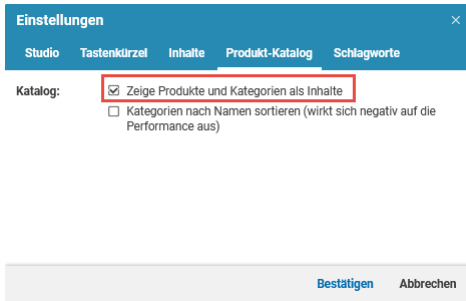 Einstellungen
Studio Tastenkürzel Inhalte Produkt-Katalog Schlagworte
Katalog: Zeige Produkte und Kategorien als Inhalte
Kategorien nach Namen sortieren (wirkt sich negativ auf die
Performance aus)
Bestätigen Abbrechen